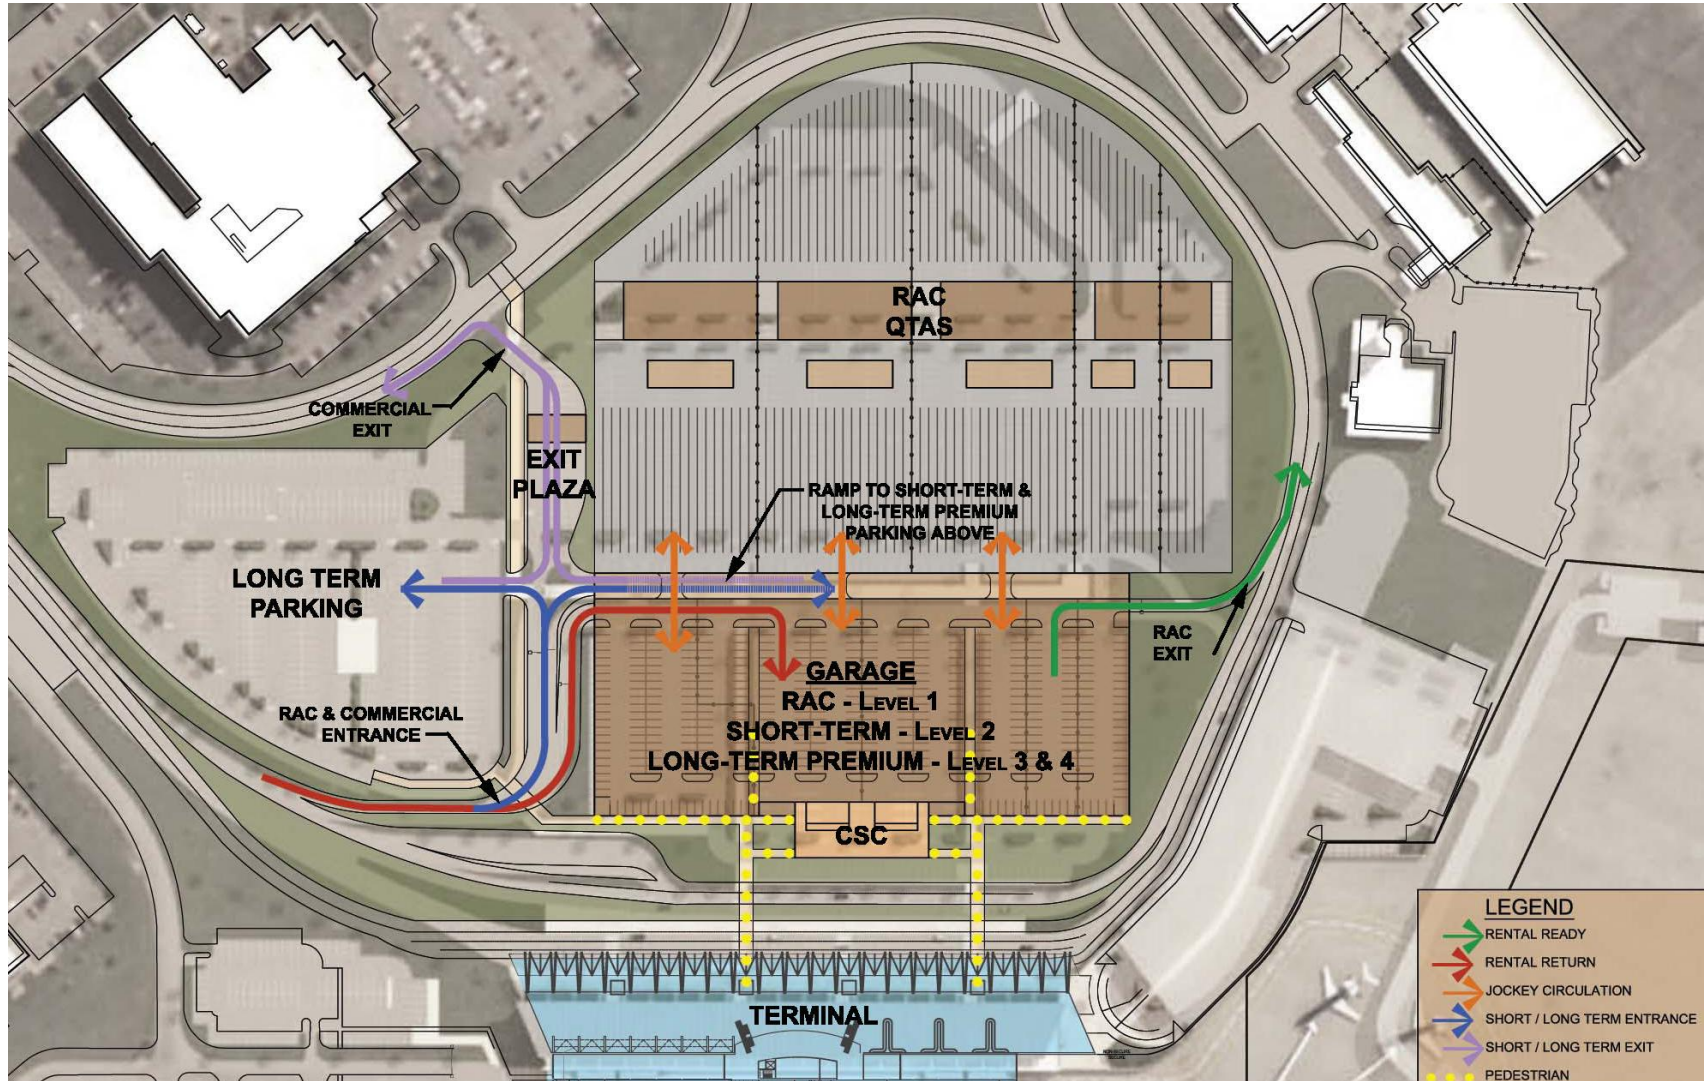 RAC
QTAS
COMMERCIAL
EXIT
EXIT
PLAZA
RAMP TO SHORT-TERM &
LONG-TERM PREMIUM
PARKING ABOVE
LONG TERM
PARKING
RAC
EXIT
GARAGE
RAC - LEVEL 1
SHORT-TERM - LEVEL 2
LONG-TERM PREMIUM - LEVEL 3 & 4
RAC & COMMERCIAL
ENTRANCE
CSC
TERMINAL
LEGEND
RENTAL READY
RENTAL RETURN
JOCKEY CIRCULATION
SHORT / LONG TERM ENTRANCE
SHORT / LONG TERM EXIT
PEDESTRIAN